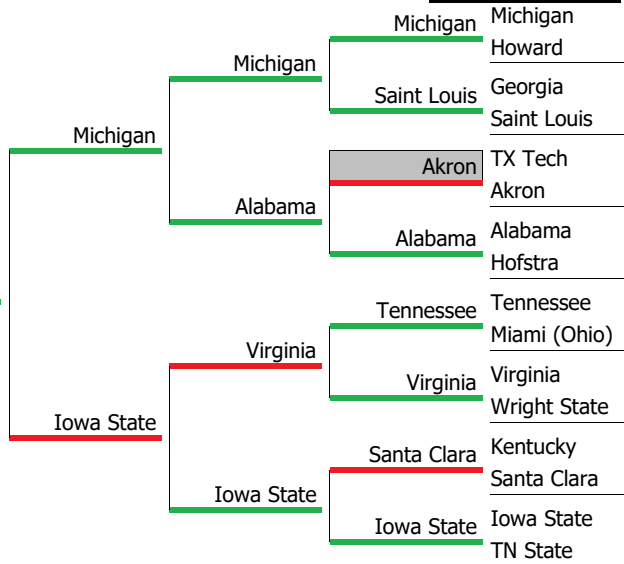 Michigan
Michigan
Howard
Michigan
Saint Louis
Georgia
Saint Louis
Michigan
Akron
TX Tech
Akron
Alabama
Alabama
Alabama
Hofstra
Tennessee
Tennessee
Miami (Ohio)
Virginia
Virginia
Virginia
Wright State
Iowa State
Santa Clara
Kentucky
Santa Clara
Iowa State
Iowa State
Iowa State
TN State